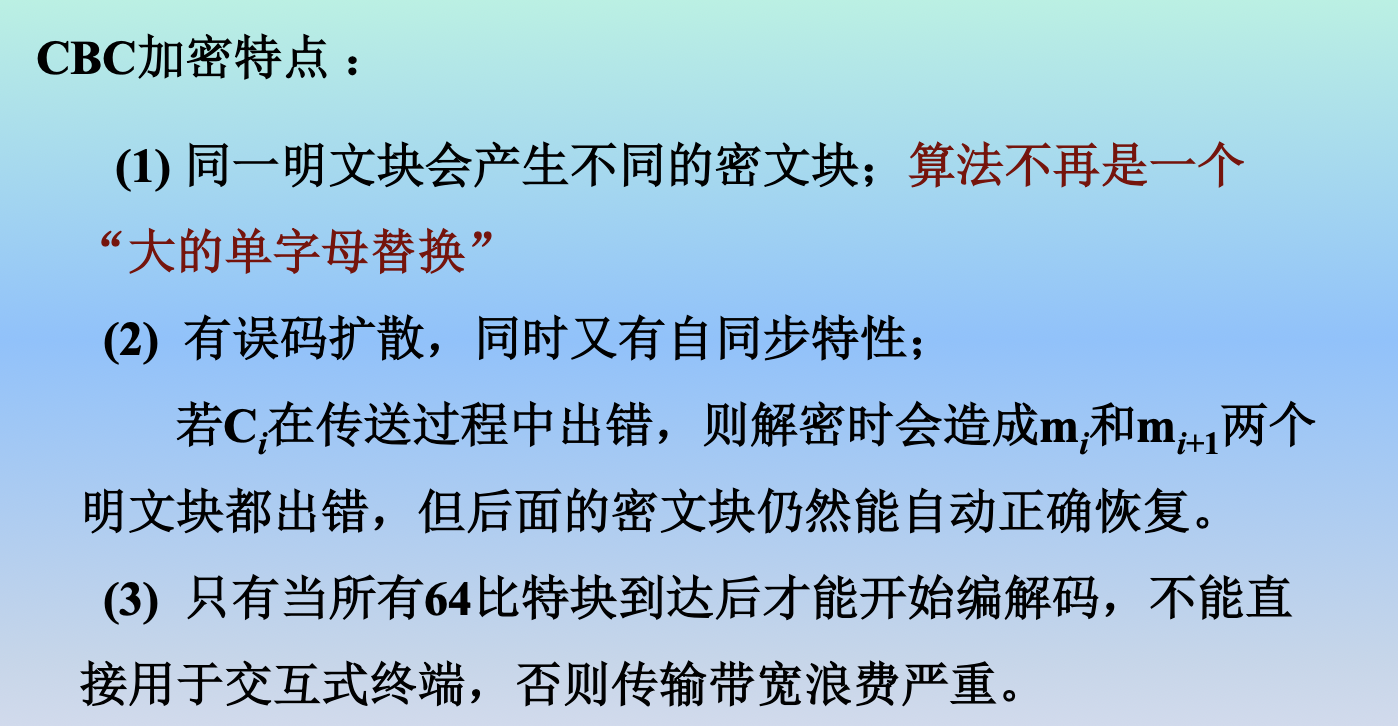 CBC加密特点：
(1) 同一明文块会产生不同的密文块；算法不再是一个
“大的单字母替换”
(2) 有误码扩散，同时又有自同步特性；
若Ci在传送过程中出错，则解密时会造成mi和mi+1两个
明文块都出错，但后面的密文块仍然能自动正确恢复。
(3) 只有当所有64比特块到达后才能开始编解码，不能直
接用于交互式终端，否则传输带宽浪费严重。